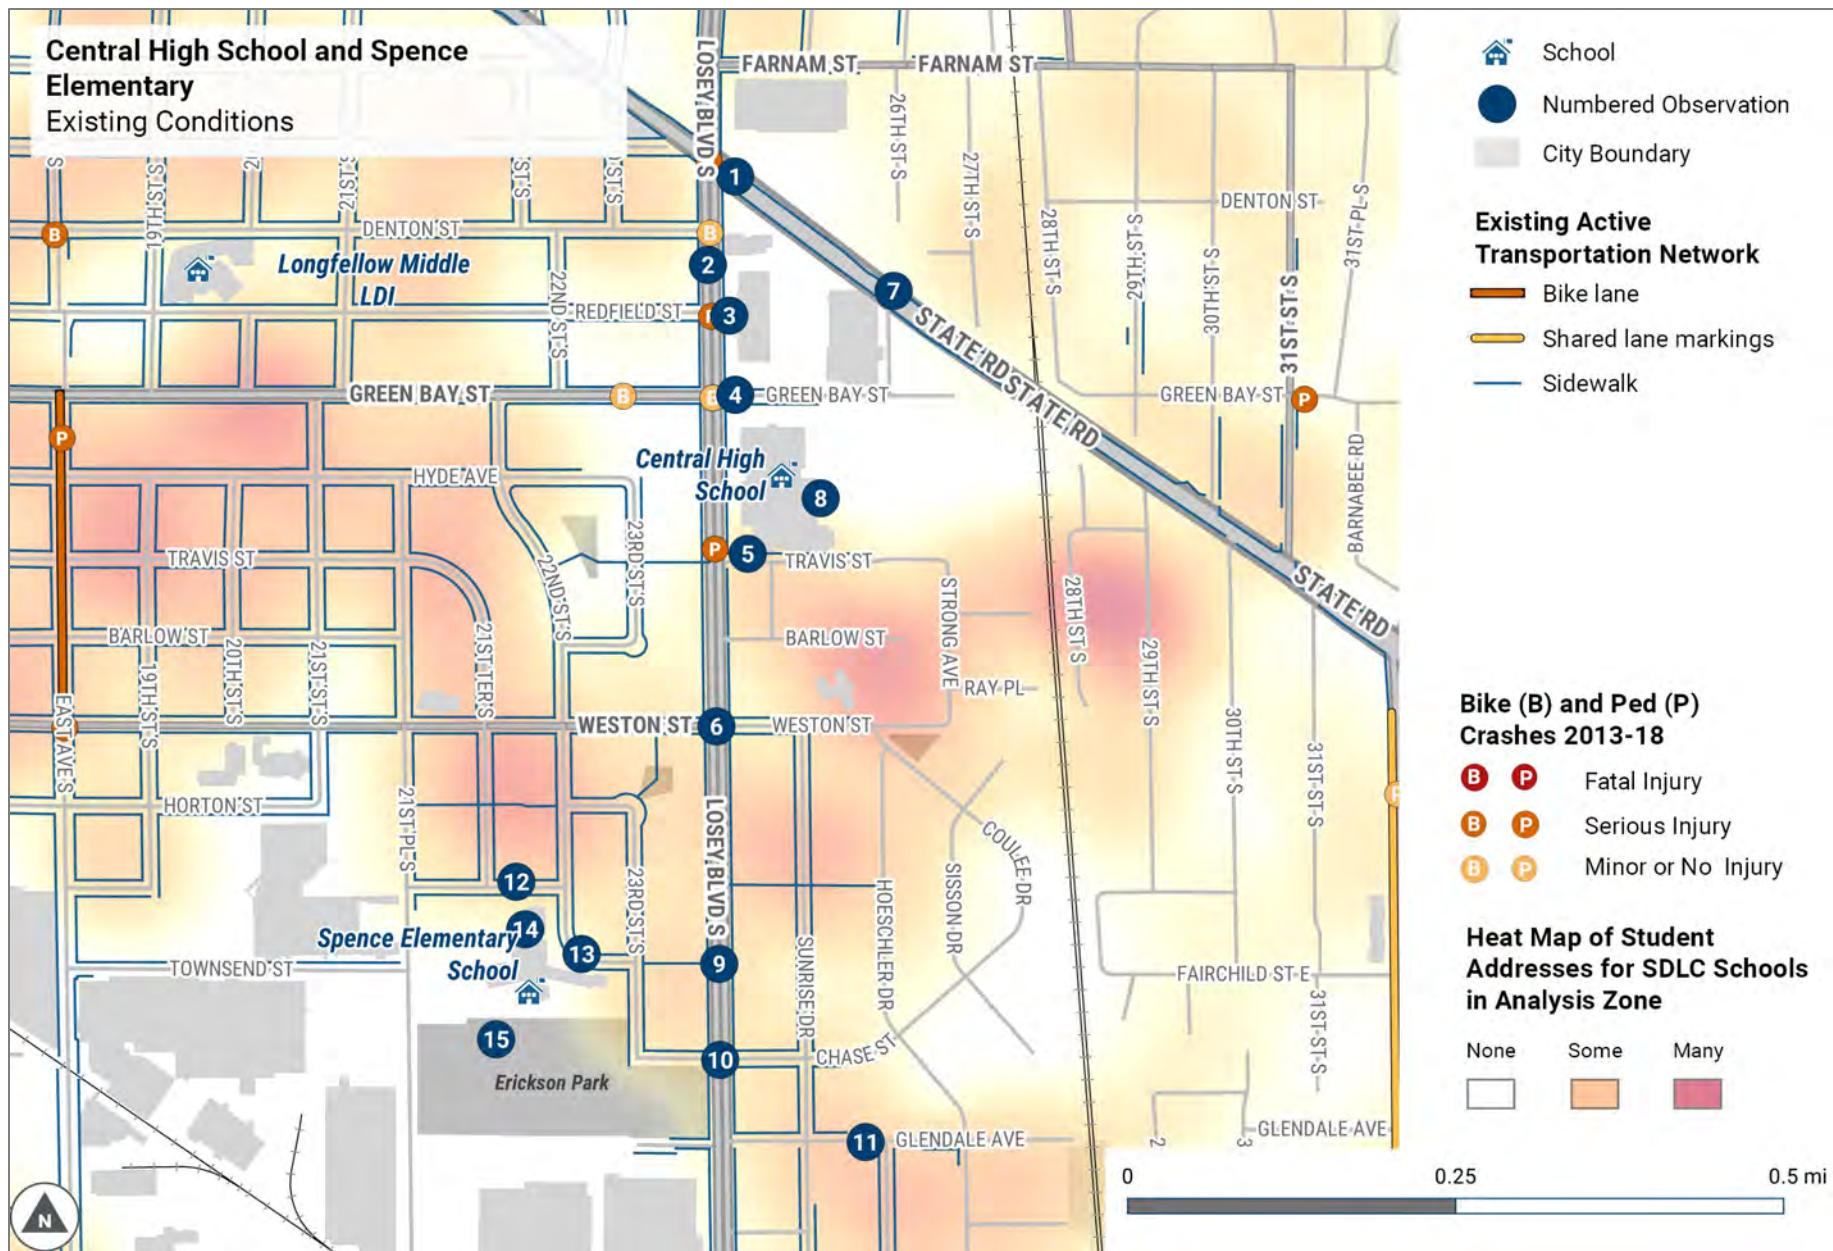 Central High School and Spence
Elementary
Existing Conditions
LOSEY BLVD S
FARNAM ST
FARNAM ST
26TH ST S
27TH ST S
19TH ST S
21ST S
DENTON ST
DENTON ST
28TH ST S
29TH ST S
30TH ST S
31ST ST S
31ST PL S
1
B
B
2
Longfellow Middle
LDI
22ND ST S
REDFIELD ST
3
7
STATE RD
STATE RD
GREEN BAY ST
B
B
4
GREEN BAY ST
GREEN BAY ST
P
P
BARNABEE RD
Central High
School
8
HYDE AVE
23RD ST S
22ND ST S
P
5
TRAVIS ST
TRAVIS ST
STRONG AVE
28TH ST S
29TH ST S
STATE RD
BARLOW ST
BARLOW ST
19TH ST S
20TH ST S
21ST ST S
21ST TER S
RAY PL
EAST AVE S
WESTON ST
6
WESTON ST
30TH ST S
31ST ST S
HORTON ST
21ST PL S
LOSEY BLVD S
COULEE DR
SISSON DR
HOESCHLER DR
23RD ST S
12
14
13
Spence Elementary
School
9
SUNRISE DR
TOWNSEND ST
FAIRCHILD ST E
31ST ST S
15
Erickson Park
10
CHASE ST
11
GLENDALE AVE
2
3
GLENDALE AVE
N
School
Numbered Observation
City Boundary
Existing Active
Transportation Network
Bike lane
Shared lane markings
Sidewalk
Bike (B) and Ped (P)
Crashes 2013-18
B P Fatal Injury
B P Serious Injury
B P Minor or No Injury
Heat Map of Student
Addresses for SDLC Schools
in Analysis Zone
None Some Many
0 0.25 0.5 mi